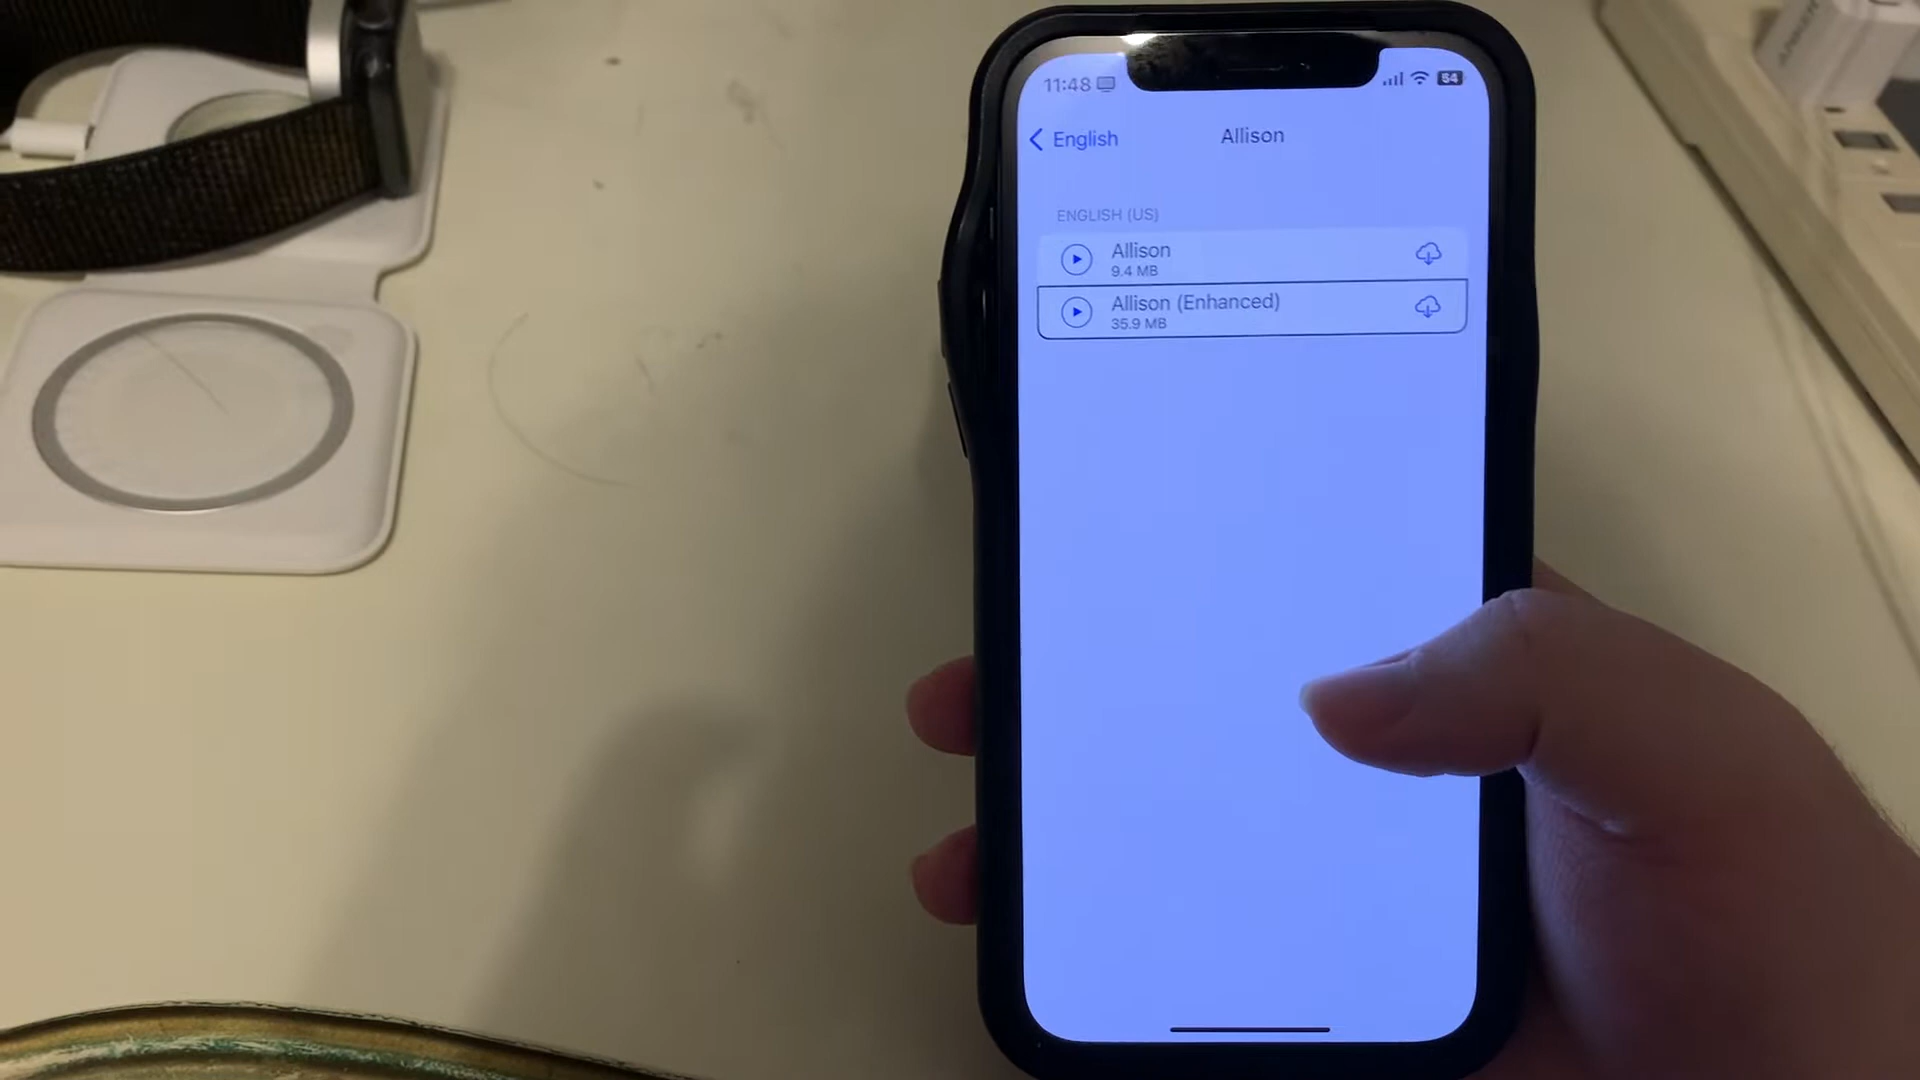 11:48
54
English
Allison
ENGLISH (US)
Allison
9.4 MB
Allison (Enhanced)
35.9 MB